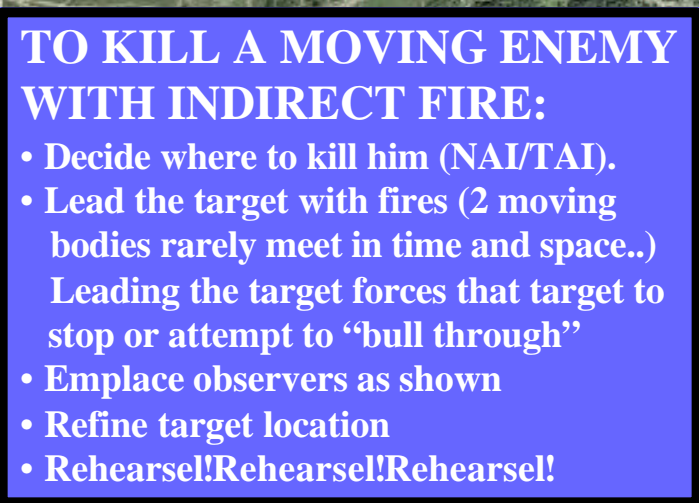 TO KILL A MOVING ENEMY
WITH INDIRECT FIRE:
• Decide where to kill him (NAI/TAI).
• Lead the target with fires (2 moving
bodies rarely meet in time and space..)
Leading the target forces that target to
stop or attempt to “bull through”
• Emplace observers as shown
• Refine target location
• Rehearsel!Rehearsel!Rehearsel!